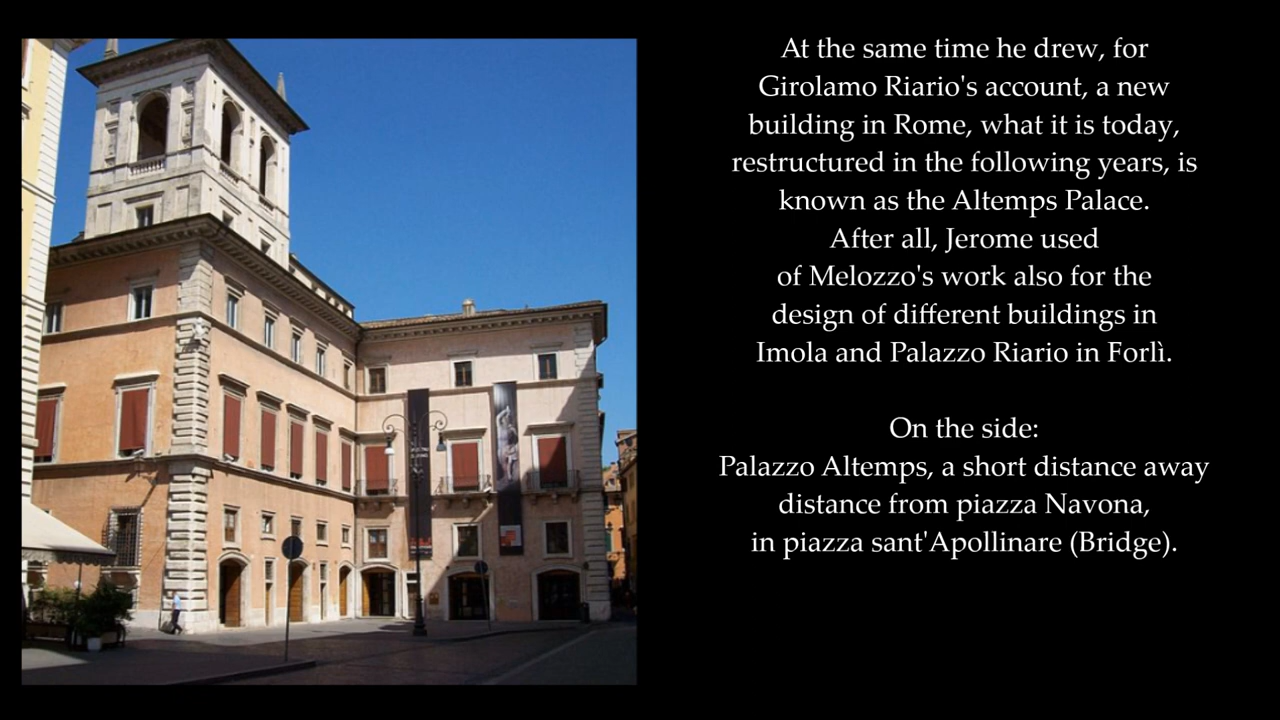 At the same time he drew, for
Girolamo Riario's account, a new
building in Rome, what it is today,
restructured in the following years, is
known as the Altemps Palace.
After all, Jerome used
of Melozzo's work also for the
design of different buildings in
Imola and Palazzo Riario in Forlì.
On the side:
Palazzo Altemps, a short distance away
distance from piazza Navona,
in piazza sant'Apollinare (Bridge).